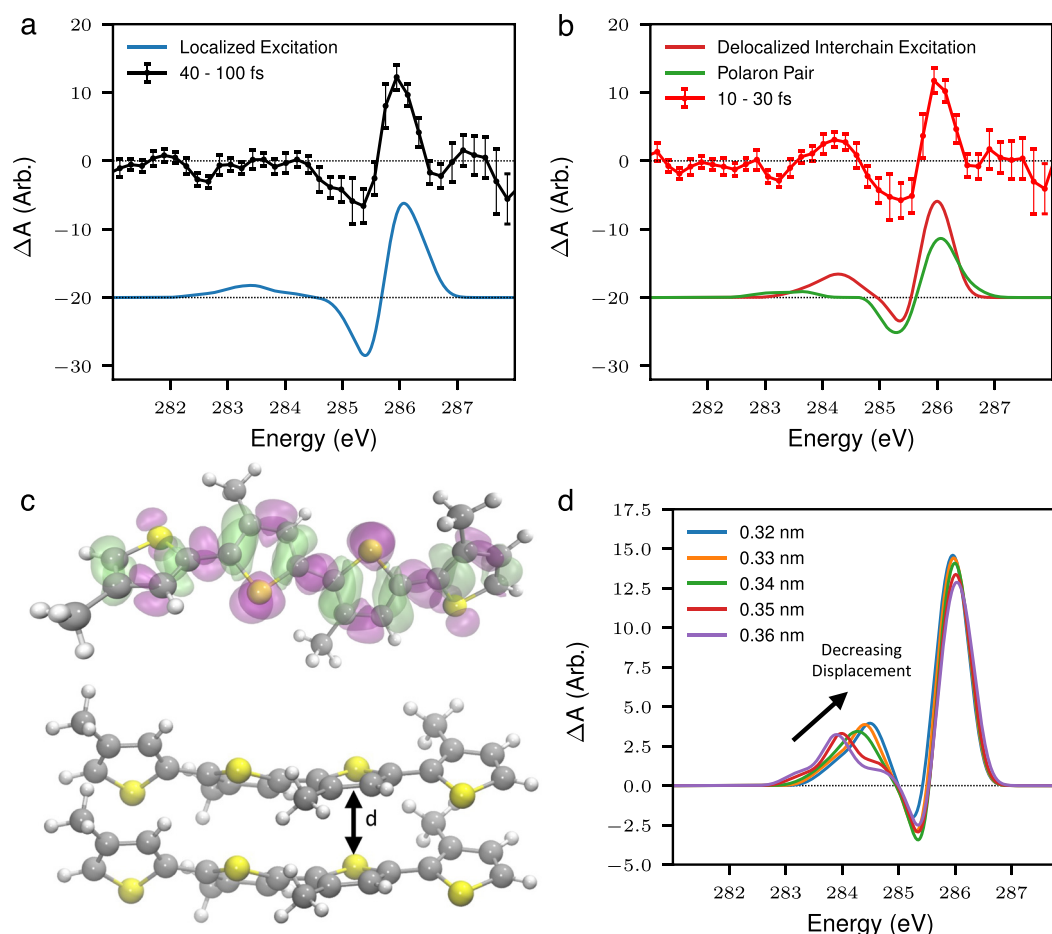 a
20
10
0
−10
−20
−30
ΔA (Arb.)
Localized Excitation
40 - 100 fs
282
283
284
285
286
287
Energy (eV)
b
20
10
0
−10
−20
−30
ΔA (Arb.)
Delocalized Interchain Excitation
Polaron Pair
10 - 30 fs
282
283
284
285
286
287
Energy (eV)
c
d
d
17.5
15.0
12.5
10.0
7.5
5.0
2.5
0.0
−2.5
−5.0
ΔA (Arb.)
0.32 nm
0.33 nm
0.34 nm
0.35 nm
0.36 nm
Decreasing
Displacement
282
283
284
285
286
287
Energy (eV)